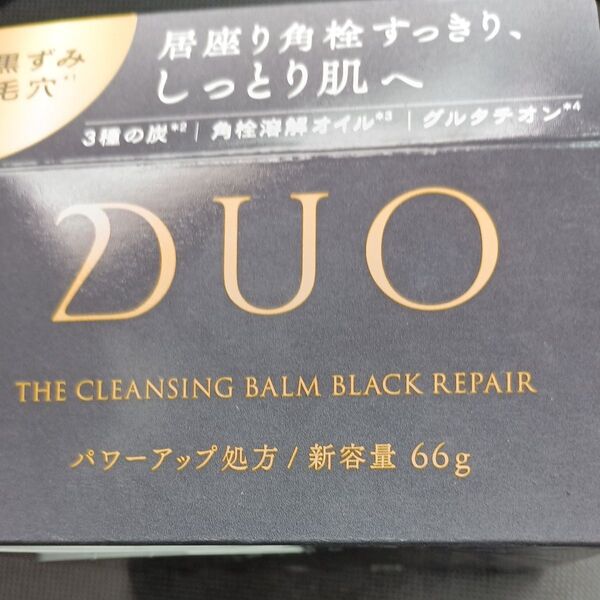 黒ずみ
毛穴*1
居座り角栓すっきり、
しっとり肌へ
3種の炭*2 | 角栓溶解オイル*3 | グルタチオン*4
DUO
THE CLEANSING BALM BLACK REPAIR
パワーアップ処方 / 新容量 66g